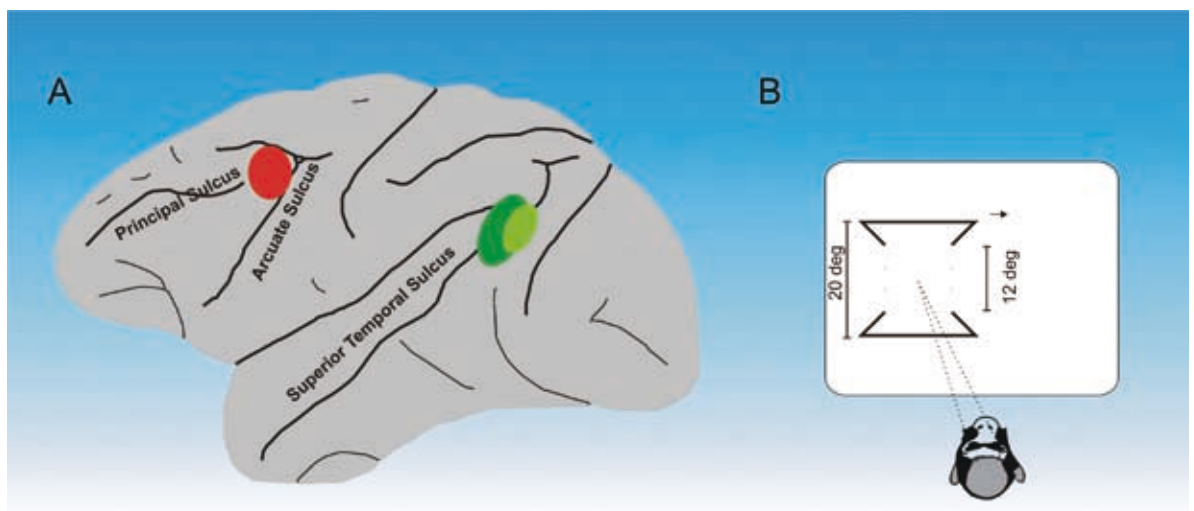 A
B
Principal Sulcus
Arcuate Sulcus
Superior Temporal Sulcus
20 deg
12 deg